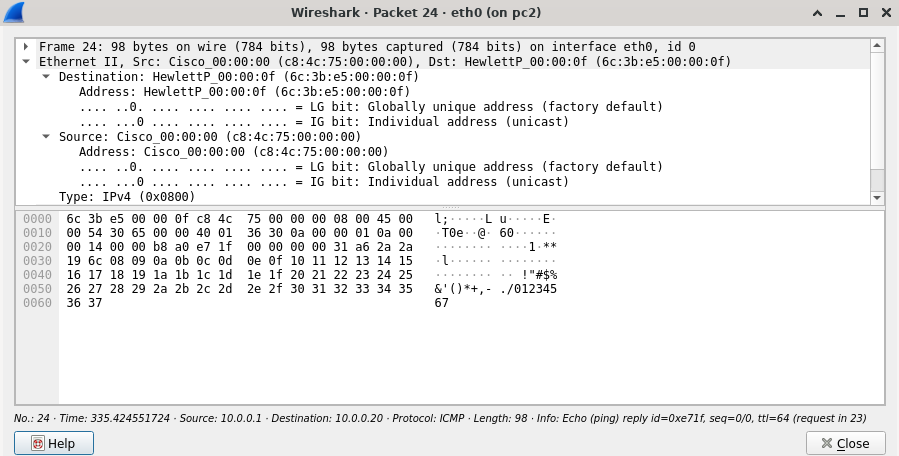 Wireshark · Packet 24 · eth0 (on pc2)
Frame 24: 98 bytes on wire (784 bits), 98 bytes captured (784 bits) on interface eth0, id 0
Ethernet II, Src: Cisco_00:00:00 (c8:4c:75:00:00:00), Dst: HewlettP_00:00:0f (6c:3b:e5:00:00:0f)
Destination: HewlettP_00:00:0f (6c:3b:e5:00:00:0f)
Address: HewlettP_00:00:0f (6c:3b:e5:00:00:0f)
.... ..0. .... .... .... .... = LG bit: Globally unique address (factory default)
.... ...0 .... .... .... .... = IG bit: Individual address (unicast)
Source: Cisco_00:00:00 (c8:4c:75:00:00:00)
Address: Cisco_00:00:00 (c8:4c:75:00:00:00)
.... ..0. .... .... .... .... = LG bit: Globally unique address (factory default)
.... ...0 .... .... .... .... = IG bit: Individual address (unicast)
Type: IPv4 (0x0800)
0000 6c 3b e5 00 00 0f c8 4c 75 00 00 00 08 00 45 00 l;·····L u·····E·
0010 00 54 30 65 00 00 40 01 36 30 0a 00 00 01 0a 00 ·T0e··@· 60······
0020 00 14 00 00 b8 a0 e7 1f 00 00 00 00 31 a6 2a 2a ········ ····1·**
0030 19 6c 08 09 0a 0b 0c 0d 0e 0f 10 11 12 13 14 15 ·l······ ········
0040 16 17 18 19 1a 1b 1c 1d 1e 1f 20 21 22 23 24 25 ········ ·· !"#$%
0050 26 27 28 29 2a 2b 2c 2d 2e 2f 30 31 32 33 34 35 &'()*+,- ./012345
0060 36 37 67
No.: 24 · Time: 335.424551724 · Source: 10.0.0.1 · Destination: 10.0.0.20 · Protocol: ICMP · Length: 98 · Info: Echo (ping) reply id=0xe71f, seq=0/0, ttl=64 (request in 23)
Help
Close